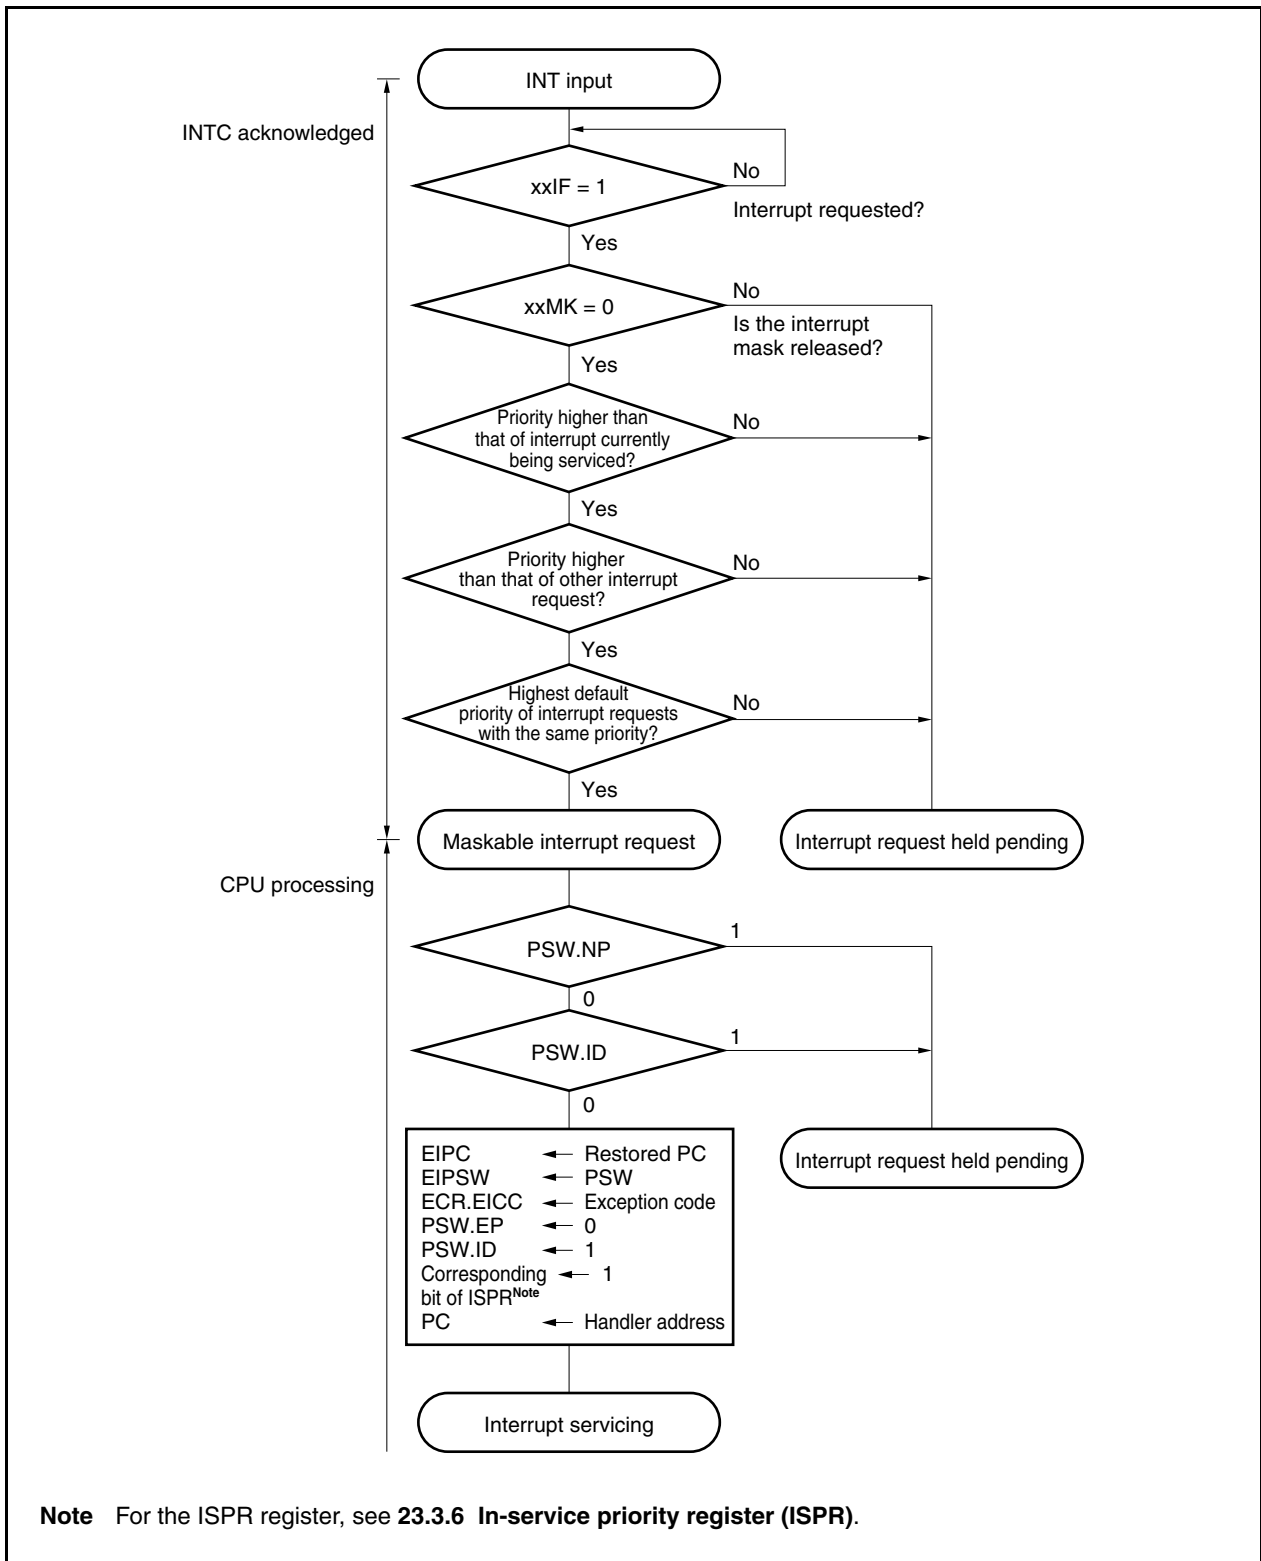 INT input
INTC acknowledged
xxIF = 1
No
Interrupt requested?
Yes
xxMK = 0
No
Is the interrupt
mask released?
Yes
Priority higher than
that of interrupt currently
being serviced?
No
Yes
Priority higher
than that of other interrupt
request?
No
Yes
Highest default
priority of interrupt requests
with the same priority?
No
Yes
Maskable interrupt request
Interrupt request held pending
CPU processing
PSW.NP
1
0
PSW.ID
1
0
EIPC ← Restored PC
EIPSW ← PSW
ECR.EICC ← Exception code
PSW.EP ← 0
PSW.ID ← 1
Corresponding ← 1
bit of ISPRNote
PC ← Handler address
Interrupt request held pending
Interrupt servicing
Note For the ISPR register, see 23.3.6 In-service priority register (ISPR).